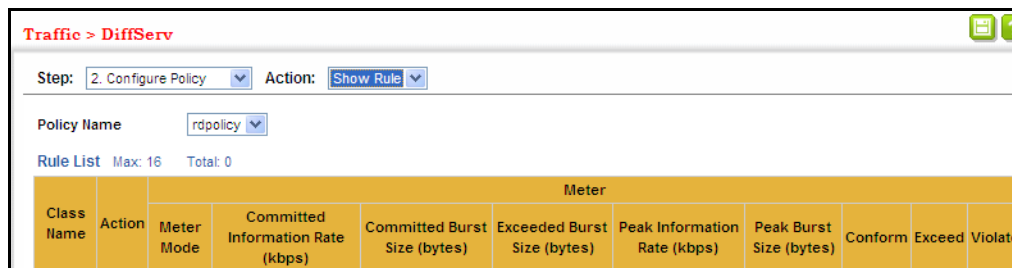 Traffic > DiffServ
Step: 2. Configure Policy Action: Show Rule
Policy Name rdpolicy
Rule List Max: 16 Total: 0
Meter
Class Name Action Meter Mode Committed Information Rate (kbps) Committed Burst Size (bytes) Exceeded Burst Size (bytes) Peak Information Rate (kbps) Peak Burst Size (bytes) Conform Exceed Violat